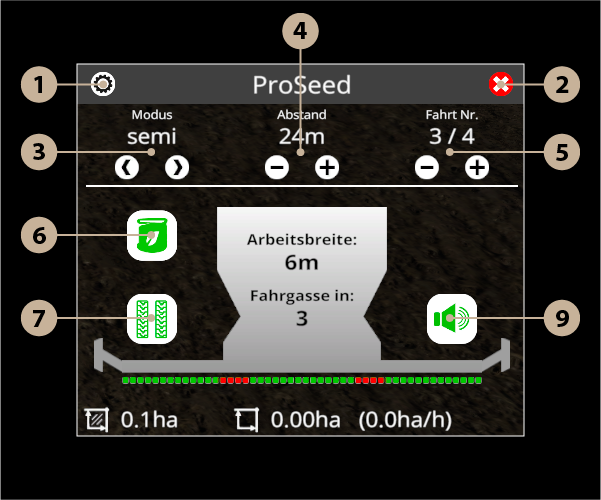 4
1
ProSeed
2
Modus
Abstand
Fahrt Nr.
3
semi
24m
3 / 4
5
6
Arbeitsbreite:
6m
Fahrgasse in:
3
7
9
0.1ha
0.00ha
(0.0ha/h)